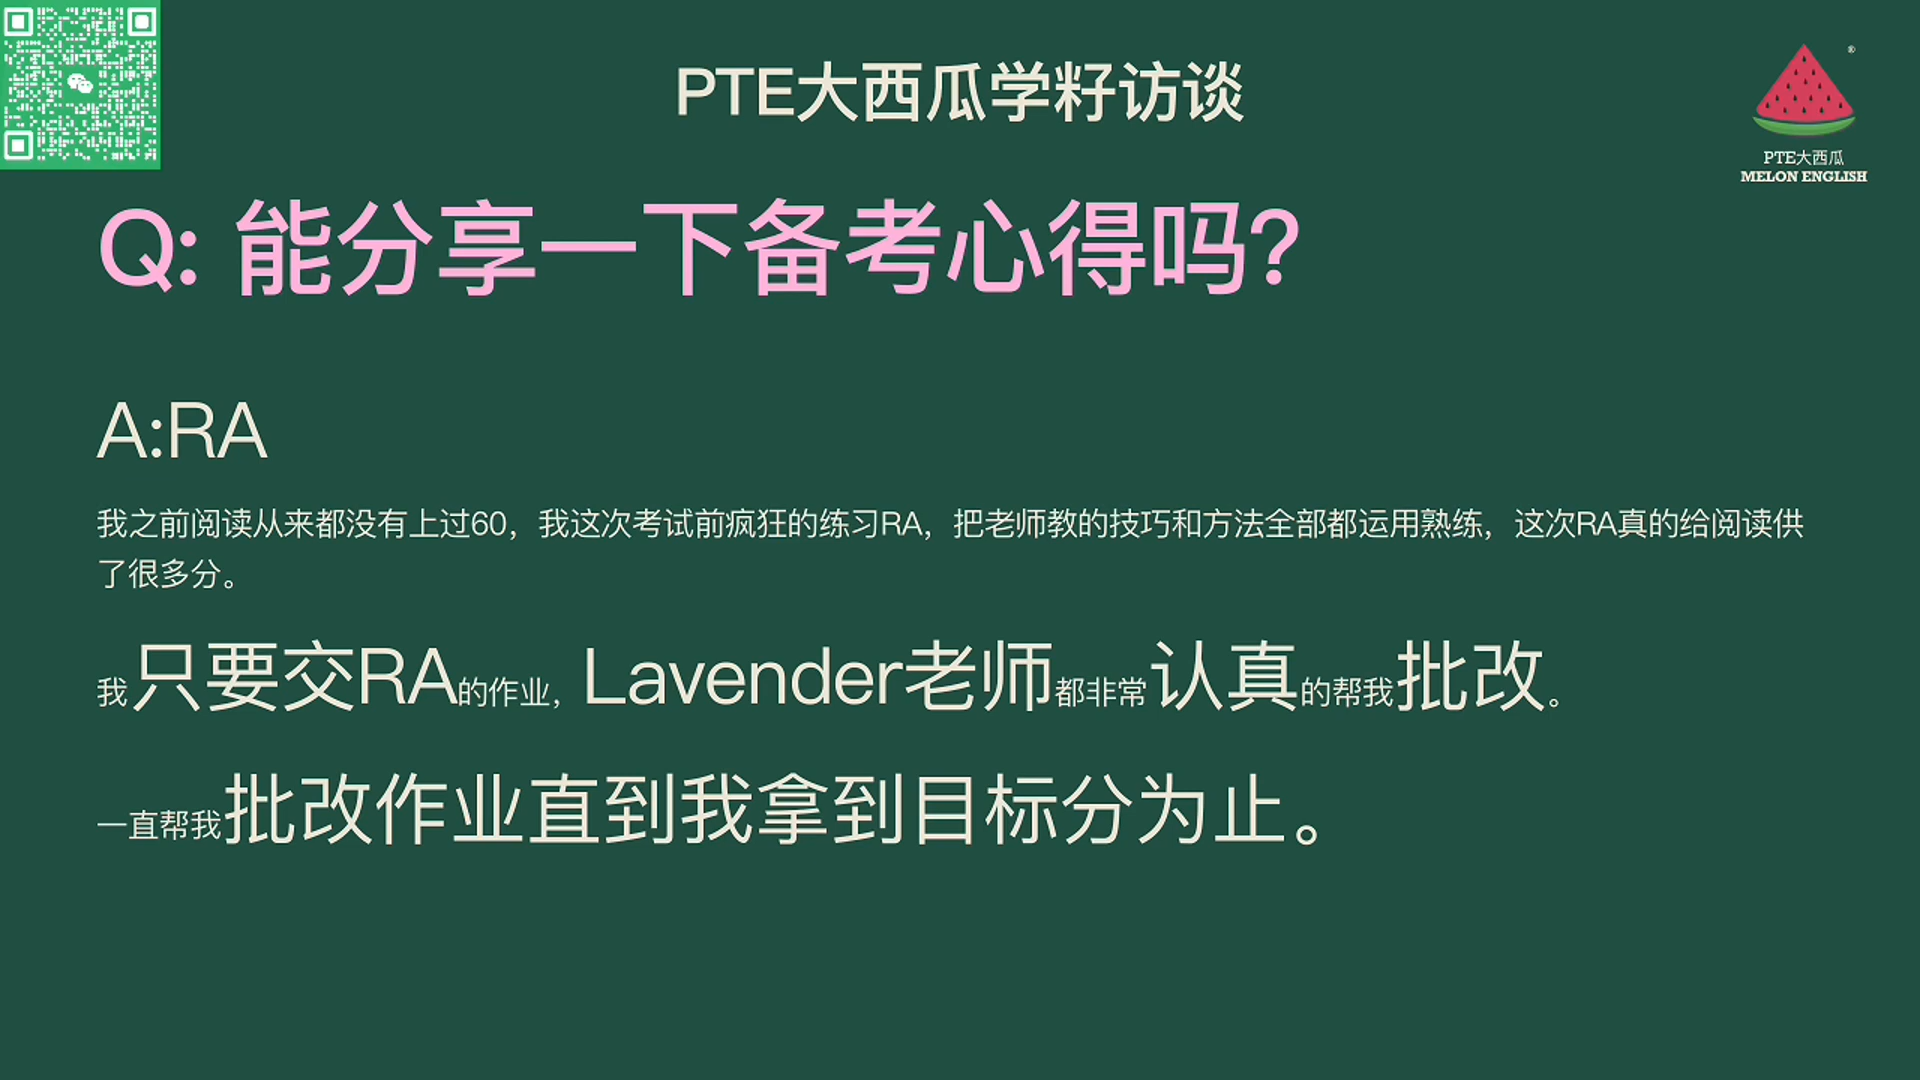 PTE大西瓜学籽访谈
®
PTE大西瓜
MELON ENGLISH
Q: 能分享一下备考心得吗?
A:RA
我之前阅读从来都没有上过60，我这次考试前疯狂的练习RA，把老师教的技巧和方法全部都运用熟练，这次RA真的给阅读供
了很多分。
我只要交RA的作业，Lavender老师都非常认真的帮我批改。
一直帮我批改作业直到我拿到目标分为止。